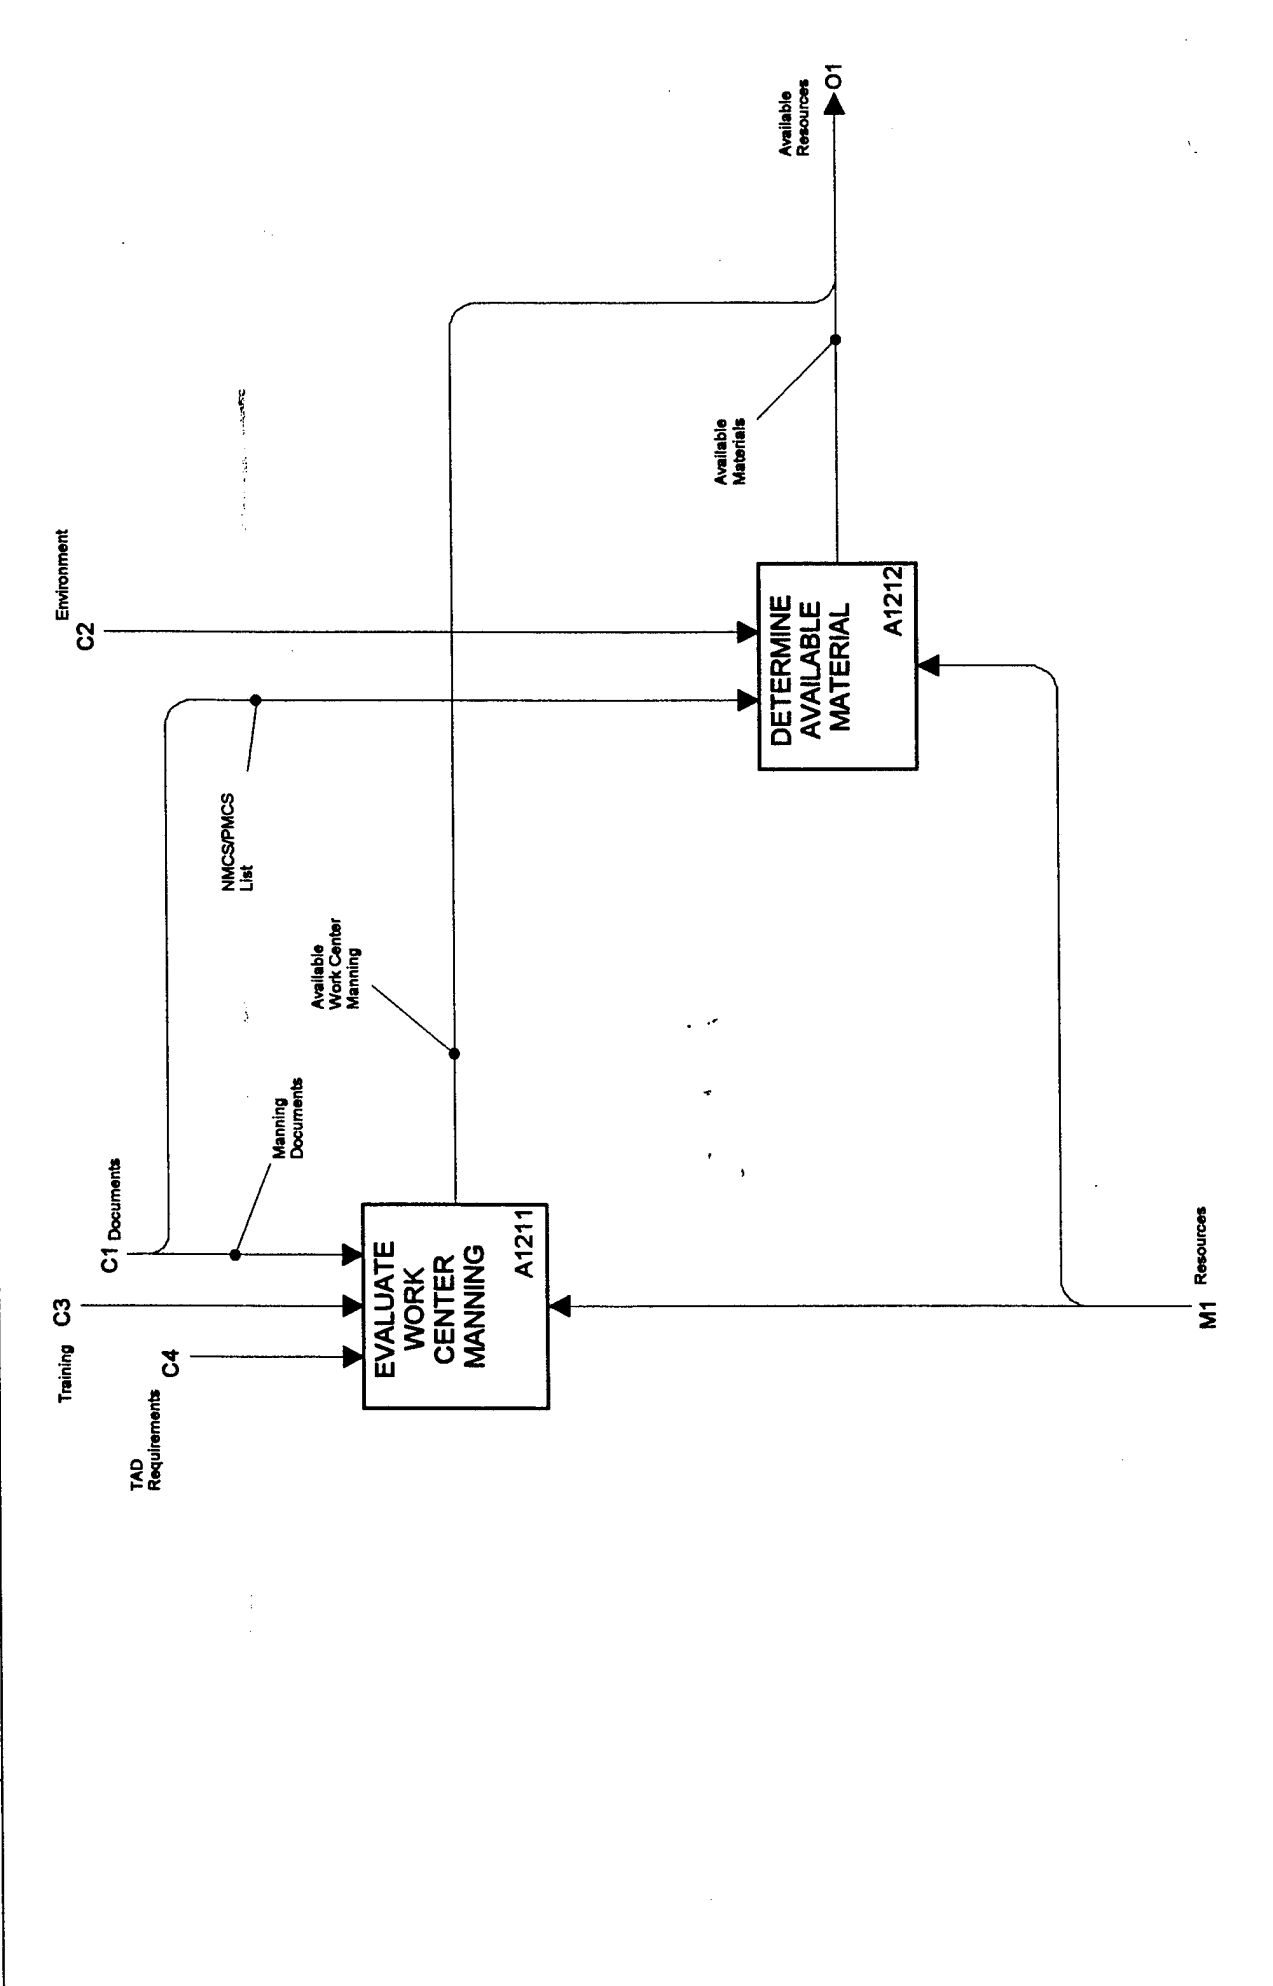 TAD
Requirements
C4
Training
C3
C1
Documents
Manning
Documents
NMCS/PMCS
List
C2
Environment
EVALUATE
WORK
CENTER
MANNING
A1211
Available
Work Center
Manning
DETERMINE
AVAILABLE
MATERIAL
A1212
Available
Materials
Available
Resources
O1
M1
Resources